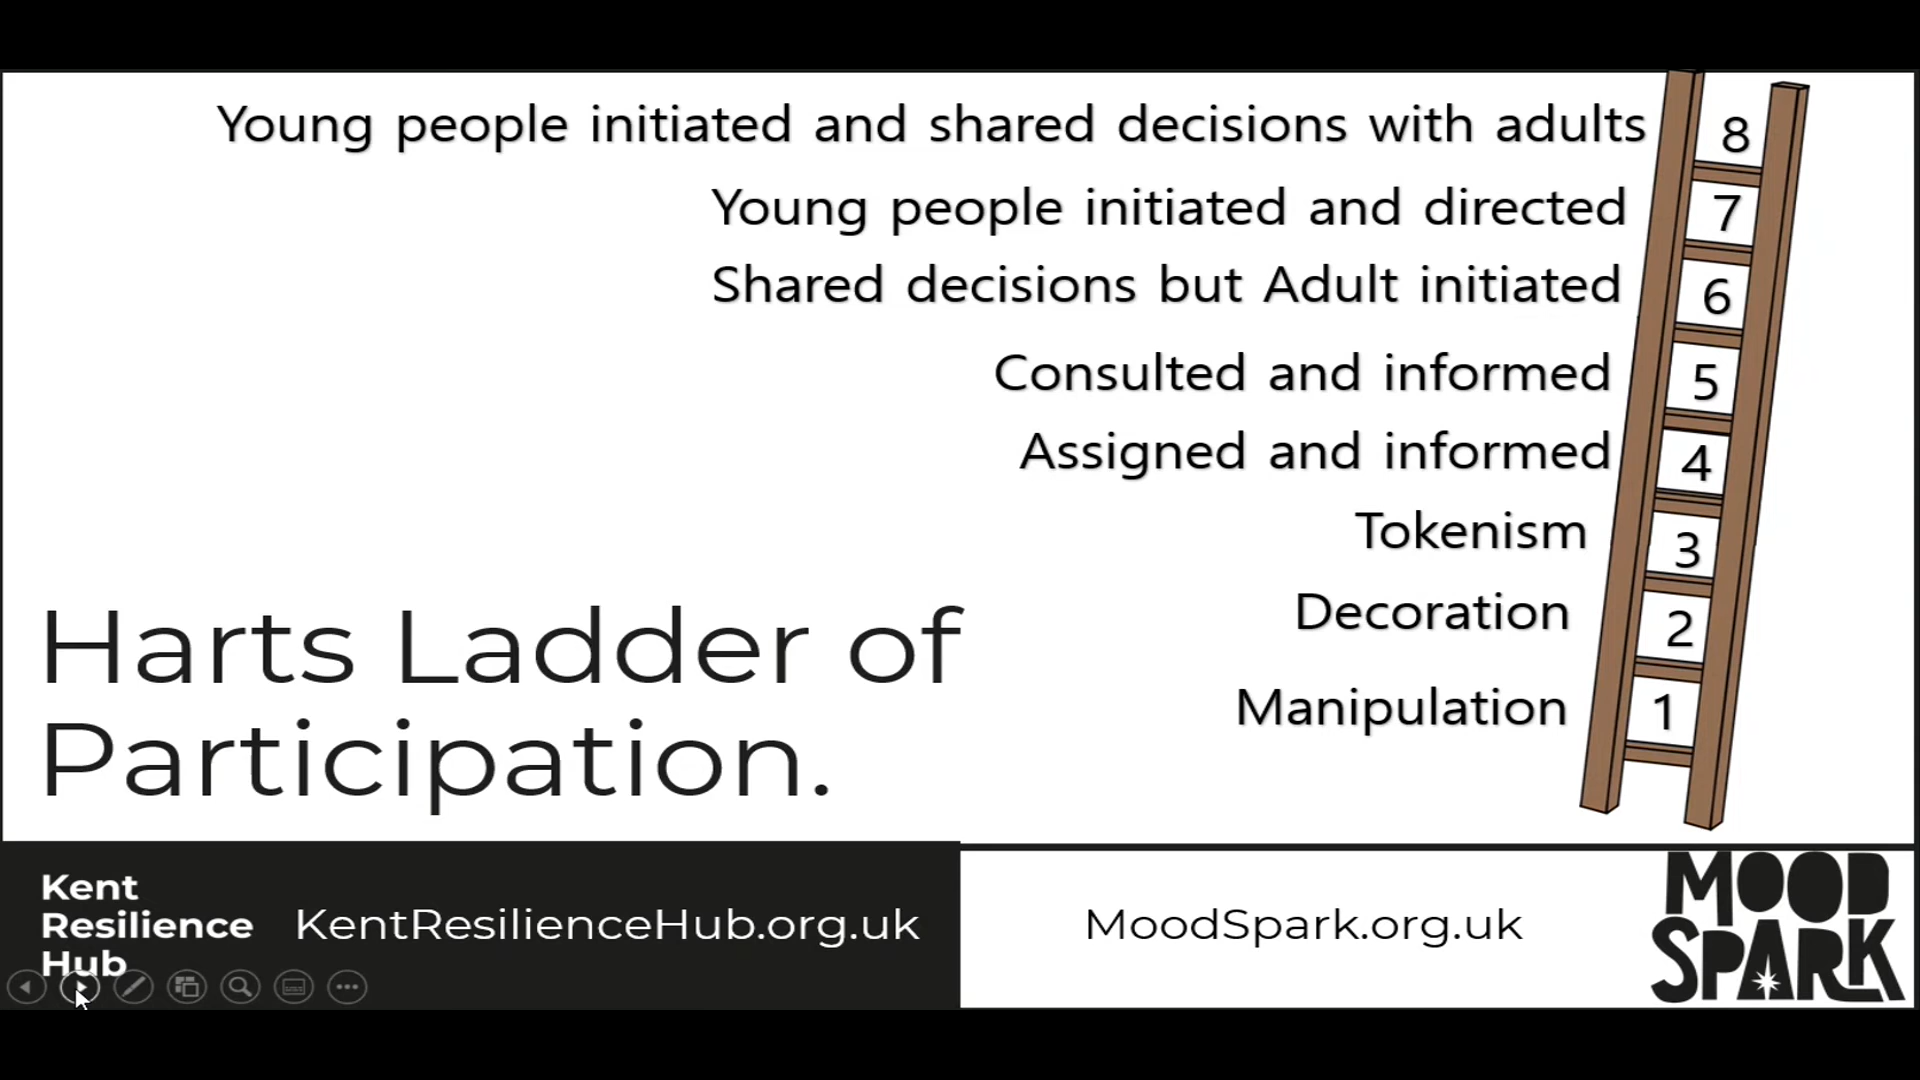 Young people initiated and shared decisions with adults 8
Young people initiated and directed 7
Shared decisions but Adult initiated 6
Consulted and informed 5
Assigned and informed 4
Tokenism 3
Decoration 2
Manipulation 1
Harts Ladder of
Participation.
Kent
Resilience
Hub
KentResilienceHub.org.uk
MoodSpark.org.uk
MOOD
SPARK